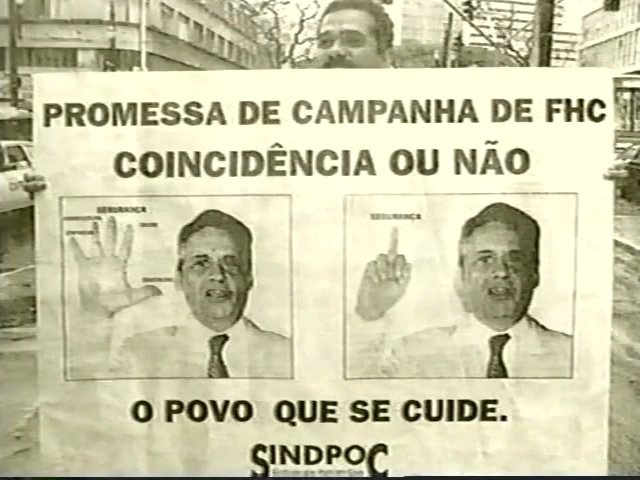 PROMESSA DE CAMPANHA DE FHC
COINCIDÊNCIA OU NÃO
SEGURANÇA
SEGURANÇA
O POVO QUE SE CUIDE.
SINDPOC